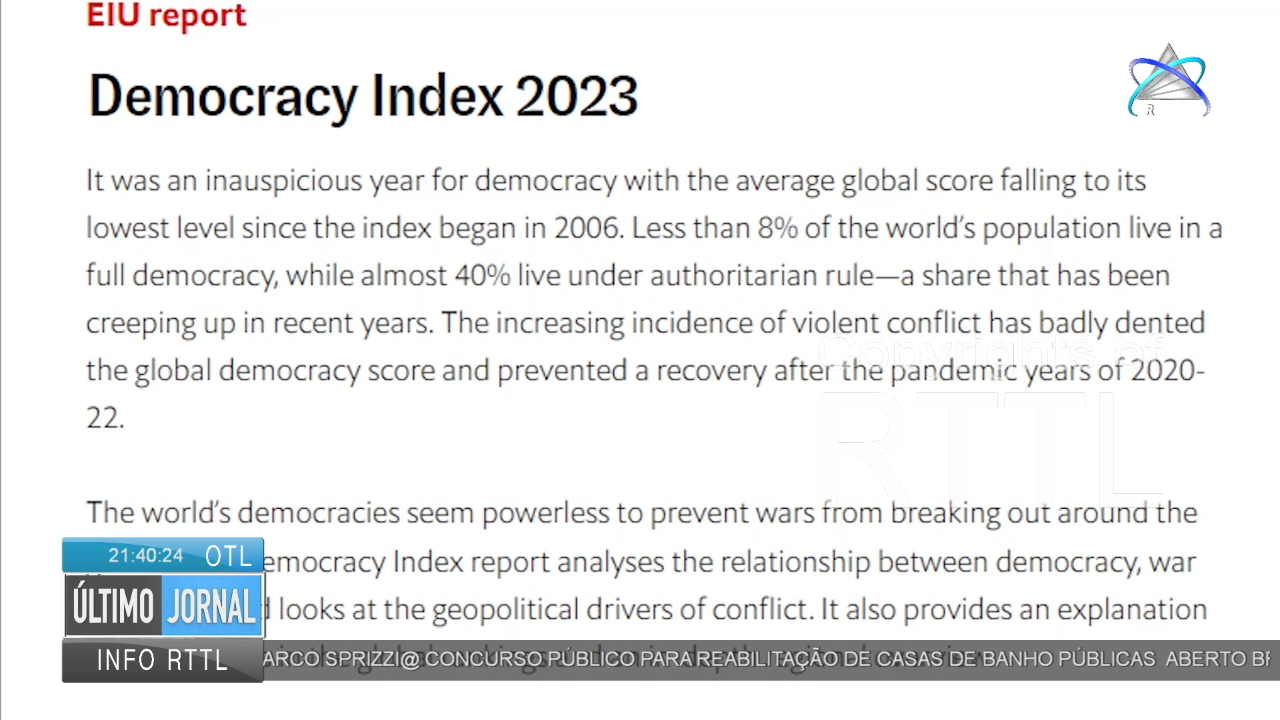 EIU report
Democracy Index 2023
R
It was an inauspicious year for democracy with the average global score falling to its
lowest level since the index began in 2006. Less than 8% of the world's population live in a
full democracy, while almost 40% live under authoritarian rule—a share that has been
creeping up in recent years. The increasing incidence of violent conflict has badly dented
the global democracy score and prevented a recovery after the pandemic years of 2020-
22.
Copyrights of
RTTL
The world's democracies seem powerless to prevent wars from breaking out around the
emocracy Index report analyses the relationship between democracy, war
looks at the geopolitical drivers of conflict. It also provides an explanation
21:40:24 OTL
ÚLTIMO JORNAL
INFO RTTL
ARCO SPRIZZI@ CONCURSO PÚBLICO PARA REABILITAÇÃO DE CASAS DE BANHO PÚBLICAS ABERTO